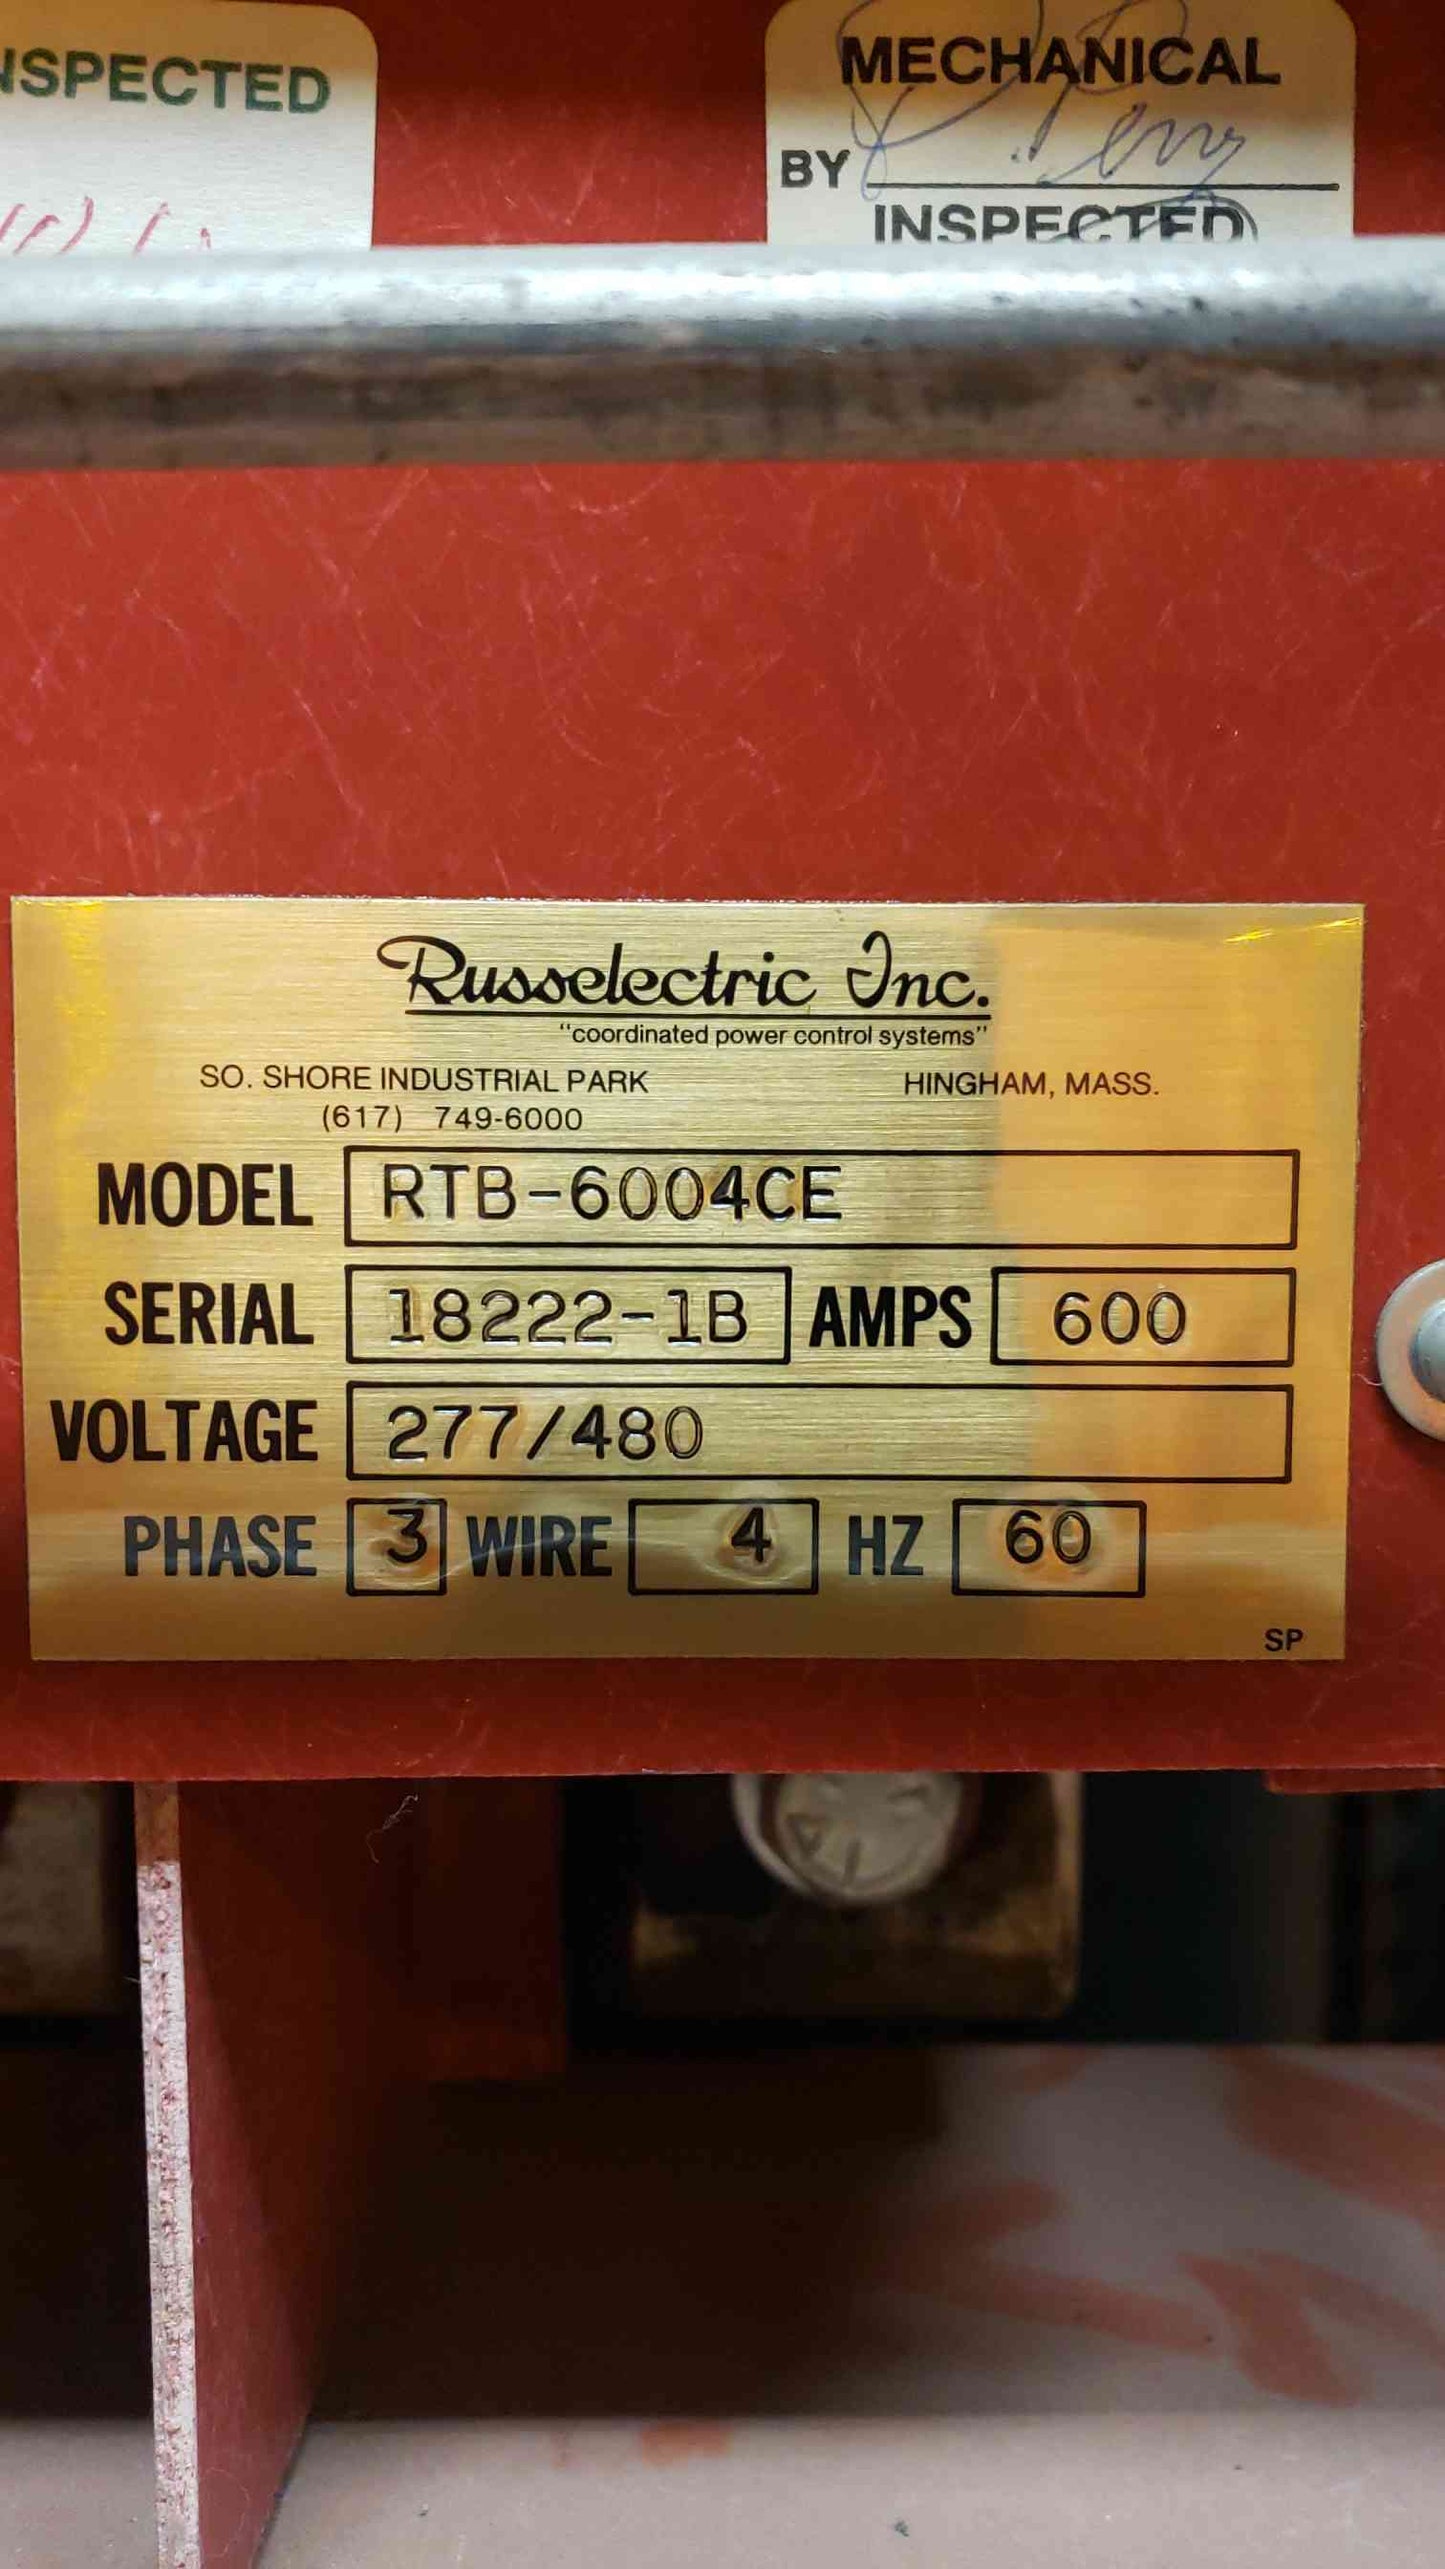 NSPECTED
MECHANICAL
BY
INSPECTED
Russelectric Inc.
"coordinated power control systems"
SO. SHORE INDUSTRIAL PARK HINGHAM, MASS.
(617) 749-6000
MODEL RTB-6004CE
SERIAL 18222-1B AMPS 600
VOLTAGE 277/480
PHASE 3 WIRE 4 HZ 60
SP